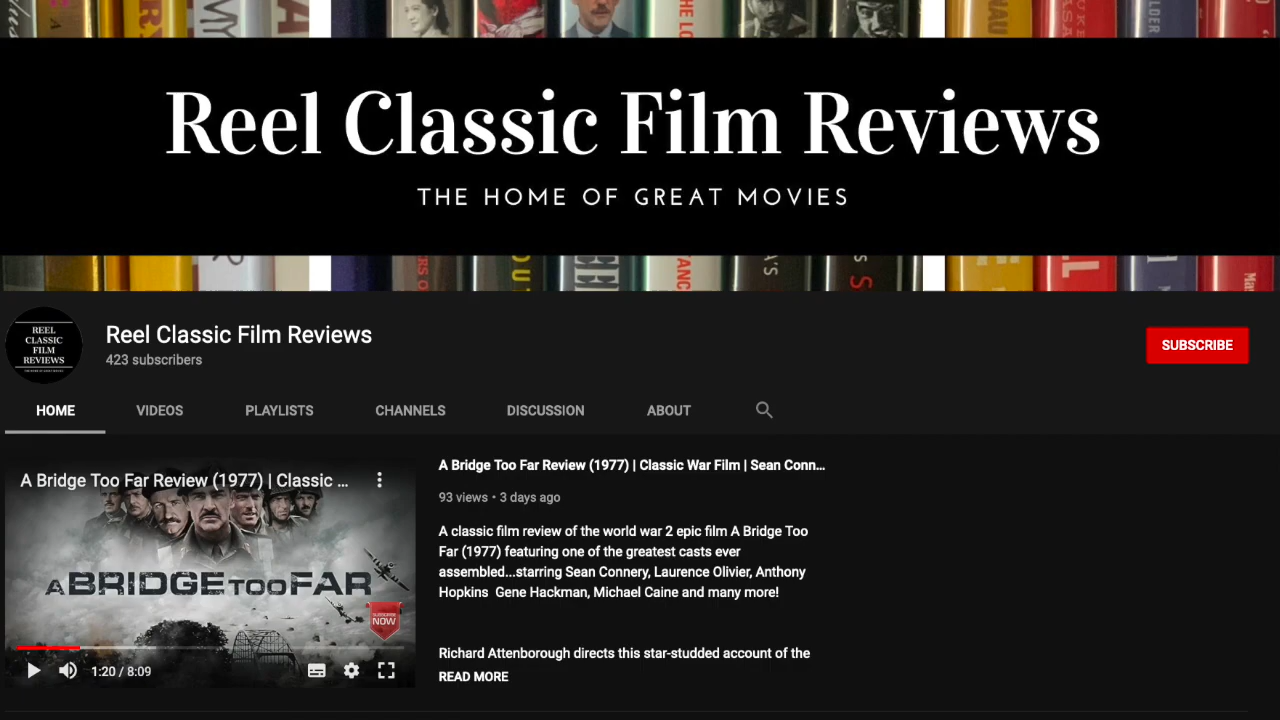 Reel Classic Film Reviews
THE HOME OF GREAT MOVIES
REEL
CLASSIC
FILM
REVIEWS
Reel Classic Film Reviews
423 subscribers
SUBSCRIBE
HOME VIDEOS PLAYLISTS CHANNELS DISCUSSION ABOUT
A Bridge Too Far Review (1977) | Classic ...
A BRIDGE TOO FAR
SUBSCRIBE
NOW
1:20 / 8:09
A Bridge Too Far Review (1977) | Classic War Film | Sean Conn...
93 views • 3 days ago
A classic film review of the world war 2 epic film A Bridge Too
Far (1977) featuring one of the greatest casts ever
assembled...starring Sean Connery, Laurence Olivier, Anthony
Hopkins  Gene Hackman, Michael Caine and many more!
Richard Attenborough directs this star-studded account of the
READ MORE